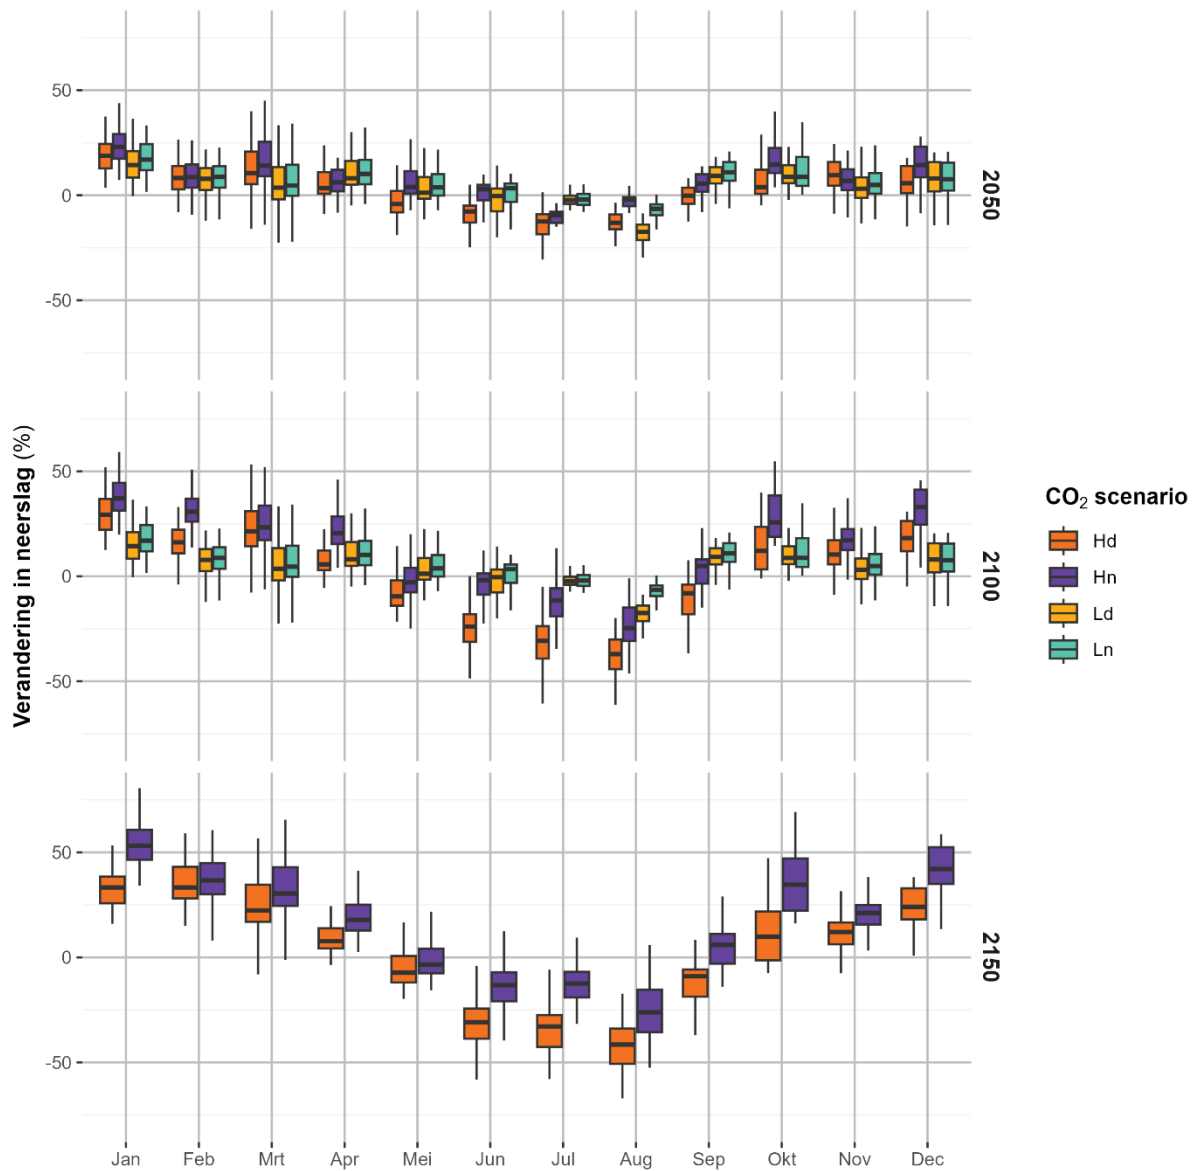 50
0
-50
2050
Verandering in nerslag (%)
50
0
-50
2100
50
0
-50
2150
Jan Feb Mrt Apr Mei Jun Jul Aug Sep Okt Nov Dec
CO₂ scenario
Hd
Hn
Ld
Ln